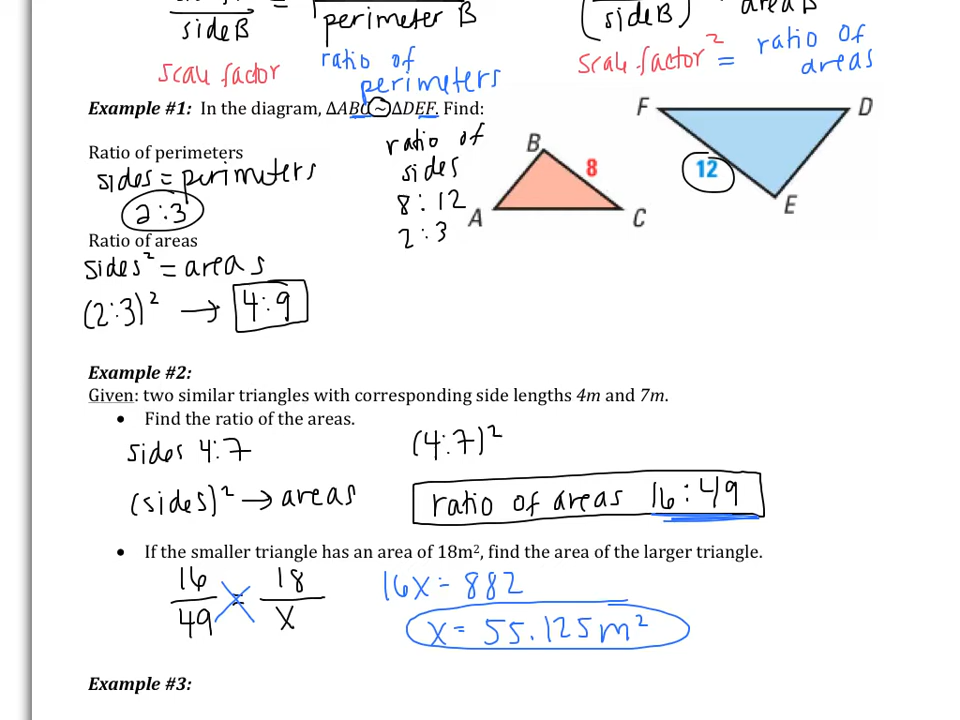 side B = perimeter B
(side B) area B
scale factor ratio of perimeters
scale factor² = ratio of areas
Example #1: In the diagram, ΔABC ~ ΔDEF. Find:
Ratio of perimeters
sides = perimeters
2:3
Ratio of areas
sides² = areas
(2:3)² → 4:9
ratio of
sides
8:12
2:3
B
8
A
C
F
D
12
E
Example #2:
Given: two similar triangles with corresponding side lengths 4m and 7m.
• Find the ratio of the areas.
sides 4:7 (4:7)²
(sides)² → areas ratio of areas 16:49
• If the smaller triangle has an area of 18m², find the area of the larger triangle.
16/49 = 18/x 16x = 882
x = 55.125m²
Example #3: